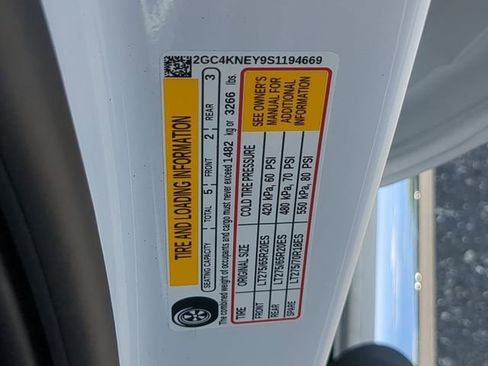 2GC4KNEY9S1194669
TIRE AND LOADING INFORMATION
SEATING CAPACITY TOTAL 5 FRONT 2 REAR 3
The combined weight of occupants and cargo must never exceed 1482 kg or 3266 lbs.
TIRE ORIGINAL SIZE COLD TIRE PRESSURE
FRONT LT275/65R20ES 420 kPa, 60 PSI
REAR LT275/65R20ES 480 kPa, 70 PSI
SPARE LT275/70R18ES 550 kPa, 80 PSI
SEE OWNER'S
MANUAL FOR
ADDITIONAL
INFORMATION